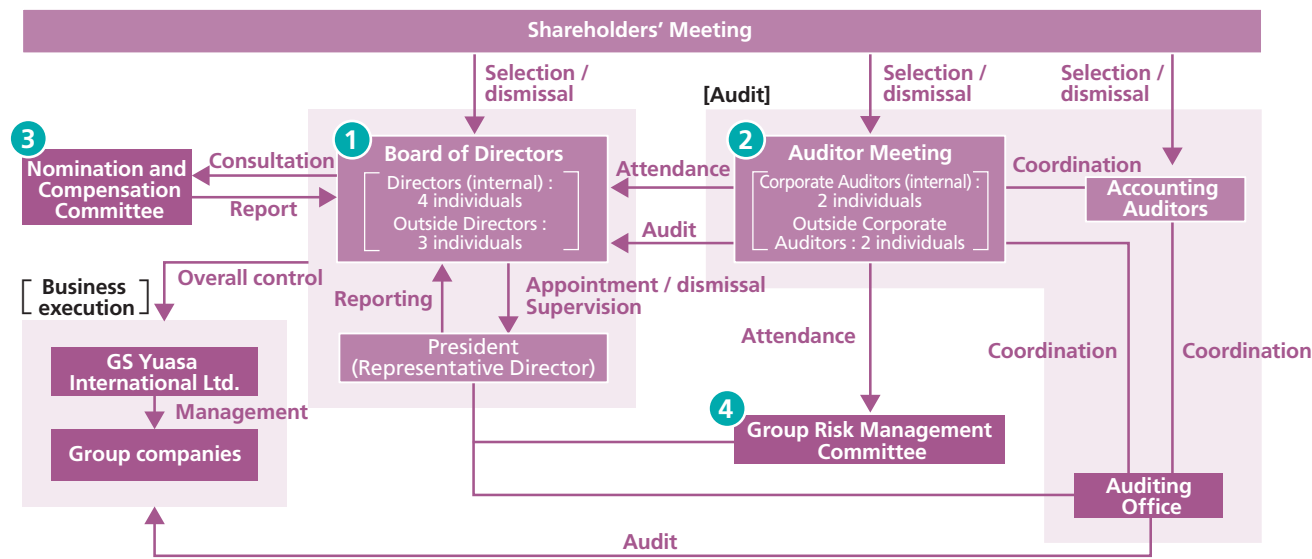 Shareholders' Meeting
Selection /
dismissal
Selection /
dismissal
Selection /
dismissal
[Audit]
3
Nomination and
Compensation
Committee
Consultation
Report
1
Board of Directors
Directors (internal) :
4 individuals
Outside Directors :
3 individuals
Attendance
Audit
2
Auditor Meeting
Corporate Auditors (internal) :
2 individuals
Outside Corporate
Auditors : 2 individuals
Coordination
Accounting
Auditors
Overall control
[Business
execution]
Reporting
Appointment / dismissal
Supervision
President
(Representative Director)
Attendance
Coordination
Coordination
GS Yuasa
International Ltd.
Management
Group companies
4
Group Risk Management
Committee
Auditing
Office
Audit